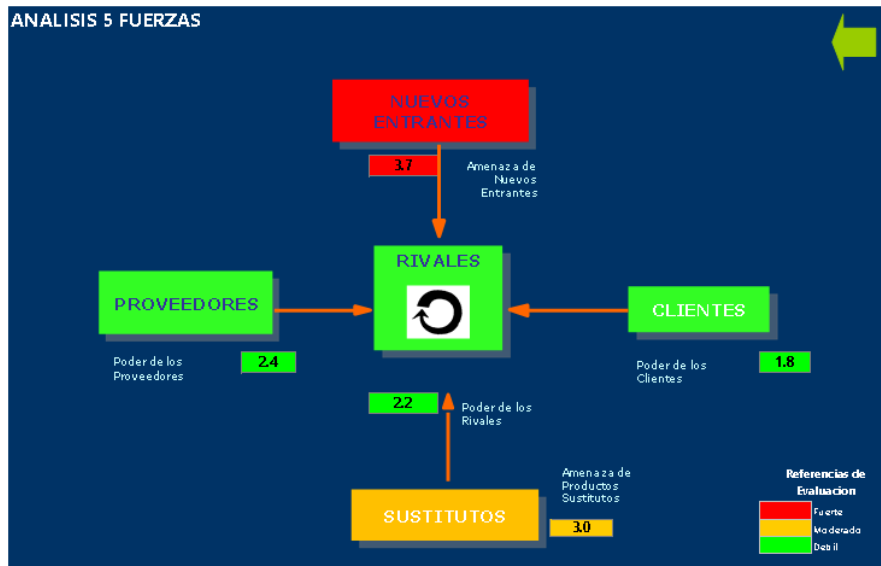 ANALISIS 5 FUERZAS
NUEVOS
ENTRANTES
3.7
Amenaza de
Nuevos
Entrantes
RIVALES
PROVEEDORES
CLIENTES
Poder de los
Proveedores
2.4
Poder de los
Clientes
1.8
2.2
Poder de los
Rivales
Amenaza de
Productos
Sustitutos
SUSTITUTOS
3.0
Referencias de
Evaluacion
Fuerte
Moderado
Debil